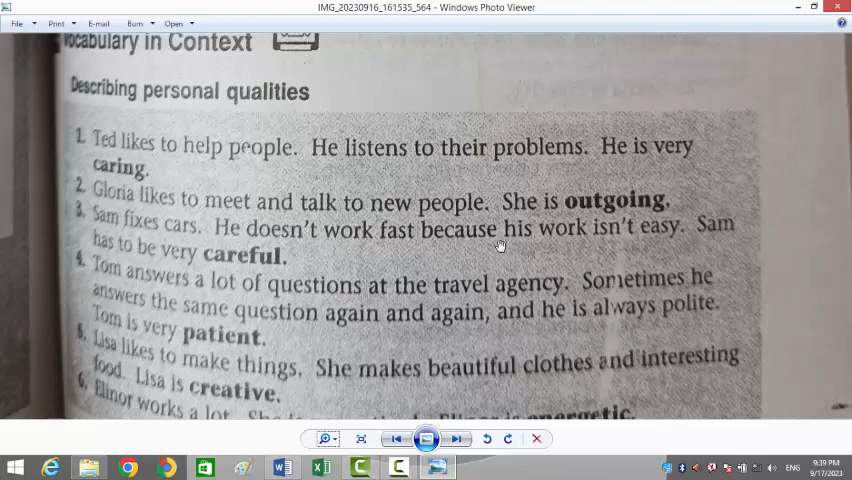 IMG_20230916_161535_564 - Windows Photo Viewer
File Print E-mail Burn Open
Vocabulary in Context
Describing personal qualities
1. Ted likes to help people. He listens to their problems. He is very
caring.
2. Gloria likes to meet and talk to new people. She is outgoing.
3. Sam fixes cars. He doesn't work fast because his work isn't easy. Sam
has to be very careful.
4. Tom answers a lot of questions at the travel agency. Sometimes he
answers the same question again and again, and he is always polite.
Tom is very patient.
5. Lisa likes to make things. She makes beautiful clothes and interesting
food. Lisa is creative.
6. Elinor works a lot. She is Elinor is energetic.
ENG
9:39 PM
9/17/2023